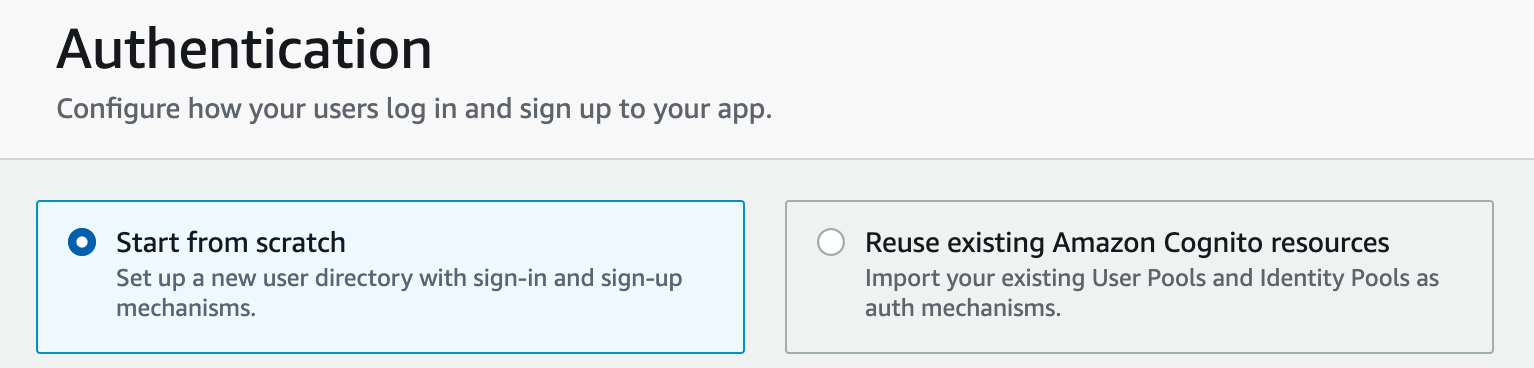 Authentication
Configure how your users log in and sign up to your app.
Start from scratch
Set up a new user directory with sign-in and sign-up
mechanisms.
Reuse existing Amazon Cognito resources
Import your existing User Pools and Identity Pools as
auth mechanisms.